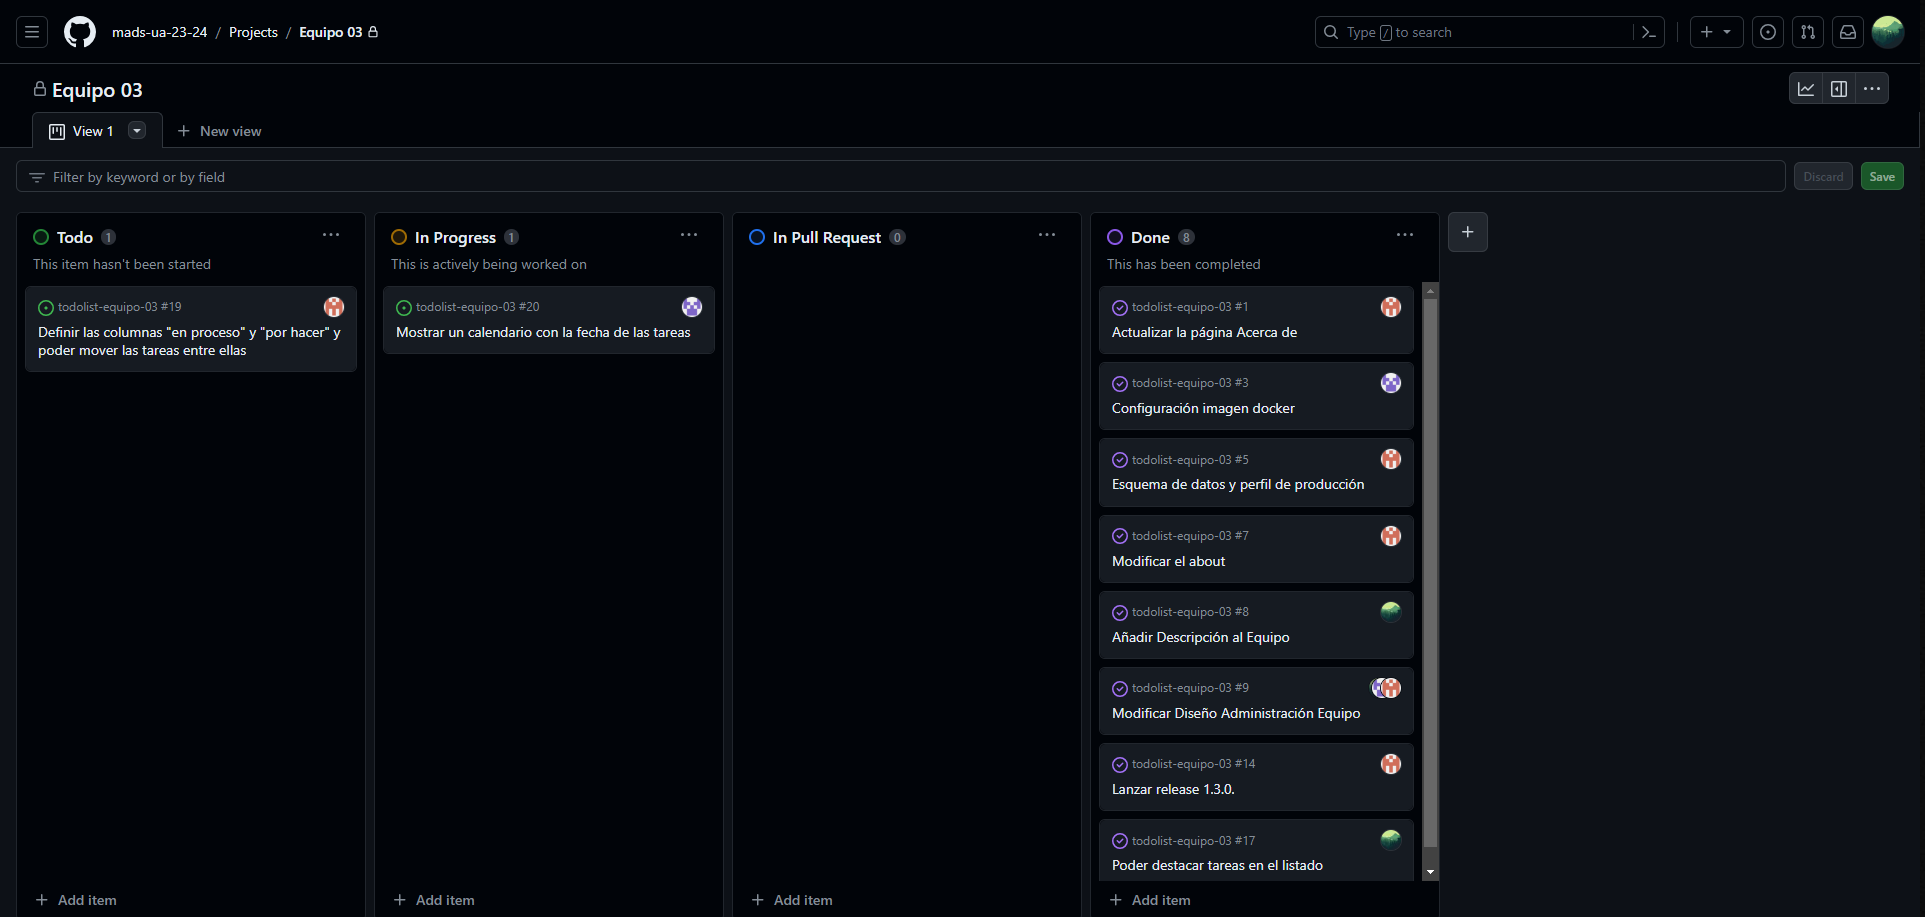 mads-ua-23-24 / Projects / Equipo 03
Type / to search
Equipo 03
View 1
New view
Filter by keyword or by field
Discard
Save
Todo 1
This item hasn't been started
todolist-equipo-03 #19
Definir las columnas "en proceso" y "por hacer" y
poder mover las tareas entre ellas
Add item
In Progress 1
This is actively being worked on
todolist-equipo-03 #20
Mostrar un calendario con la fecha de las tareas
Add item
In Pull Request 0
Add item
Done 8
This has been completed
todolist-equipo-03 #1
Actualizar la página Acerca de
todolist-equipo-03 #3
Configuración imagen docker
todolist-equipo-03 #5
Esquema de datos y perfil de producción
todolist-equipo-03 #7
Modificar el about
todolist-equipo-03 #8
Añadir Descripción al Equipo
todolist-equipo-03 #9
Modificar Diseño Administración Equipo
todolist-equipo-03 #14
Lanzar release 1.3.0.
todolist-equipo-03 #17
Poder destacar tareas en el listado
Add item